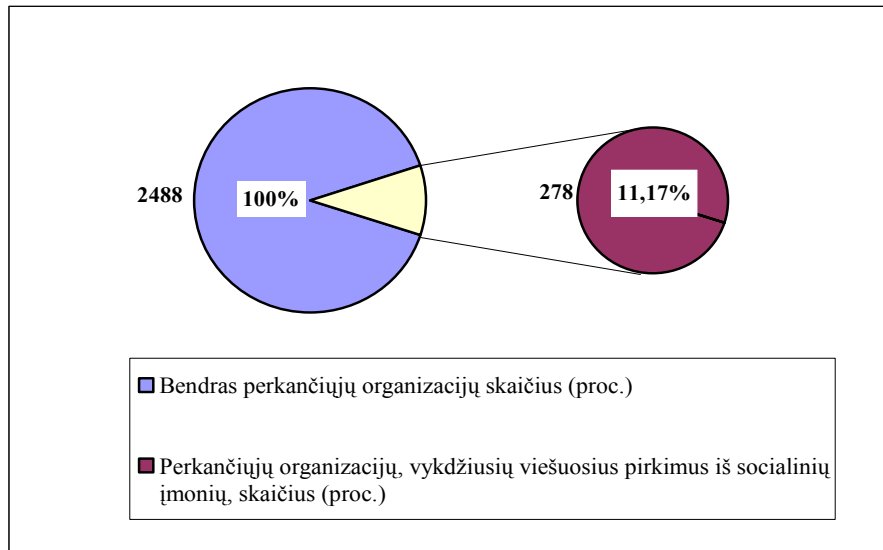 2488
100%
278
11,17%
Bendras perkančiųjų organizacijų skaičius (proc.)
Perkančiųjų organizacijų, vykdžiusių viešuosius pirkimus iš socialinių
įmonių, skaičius (proc.)